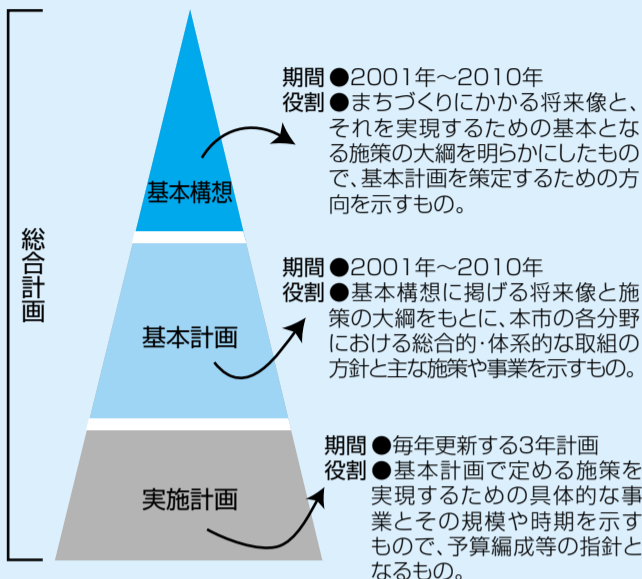 総合計画
基本構想
期間●2001年～2010年
役割●まちづくりにかかる将来像と、
それを実現するための基本とな
る施策の大綱を明らかにしたもの
で、基本計画を策定するための方
向を示すもの。
基本計画
期間●2001年～2010年
役割●基本構想に掲げる将来像と施
策の大綱をもとに、本市の各分野
における総合的・体系的な取組の
方針と主な施策や事業を示すもの。
実施計画
期間●毎年更新する3年計画
役割●基本計画で定める施策を
実現するための具体的な事
業とその規模や時期を示す
もので、予算編成等の指針と
なるもの。